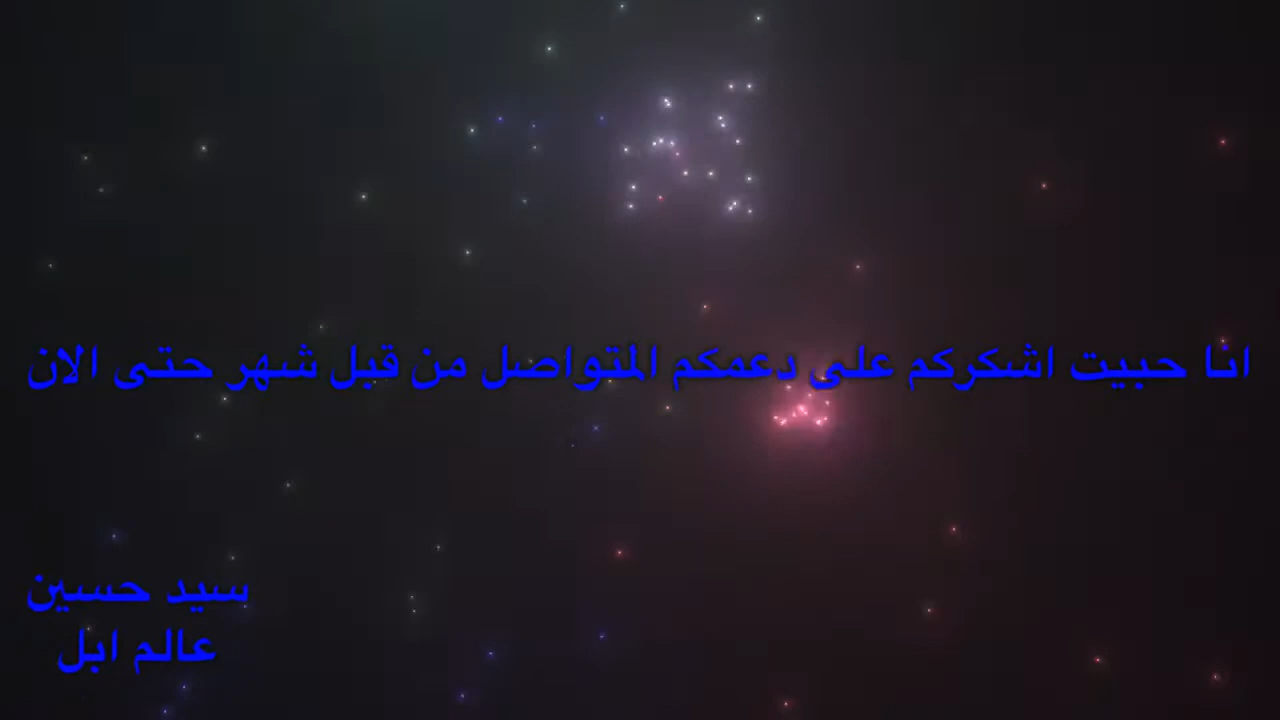 انا حبيت اشكركم على دعمكم المتواصل من قبل شهر حتى الان
سيد حسين
عالم ابل